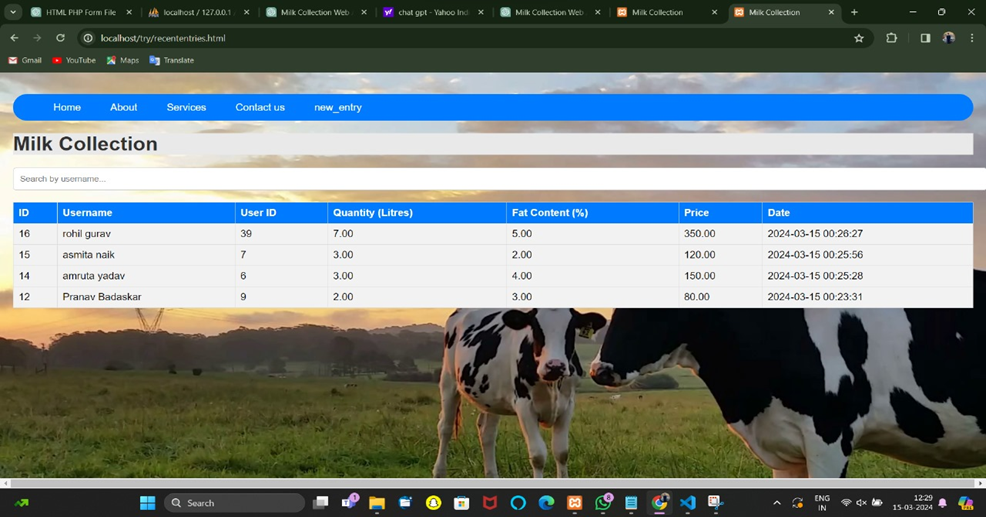 HTML PHP Form File
localhost / 127.0.0.1
Milk Collection Web
chat gpt - Yahoo Ind
Milk Collection Web
Milk Collection
Milk Collection
localhost/try/recententries.html
Gmail YouTube Maps Translate
Home About Services Contact us new_entry
Milk Collection
Search by username...
ID Username User ID Quantity (Litres) Fat Content (%) Price Date
16 rohil gurav 39 7.00 5.00 350.00 2024-03-15 00:26:27
15 asmita naik 7 3.00 2.00 120.00 2024-03-15 00:25:56
14 amruta yadav 6 3.00 4.00 150.00 2024-03-15 00:25:28
12 Pranav Badaskar 9 2.00 3.00 80.00 2024-03-15 00:23:31
Search
1
8
ENG
IN
12:29
15-03-2024